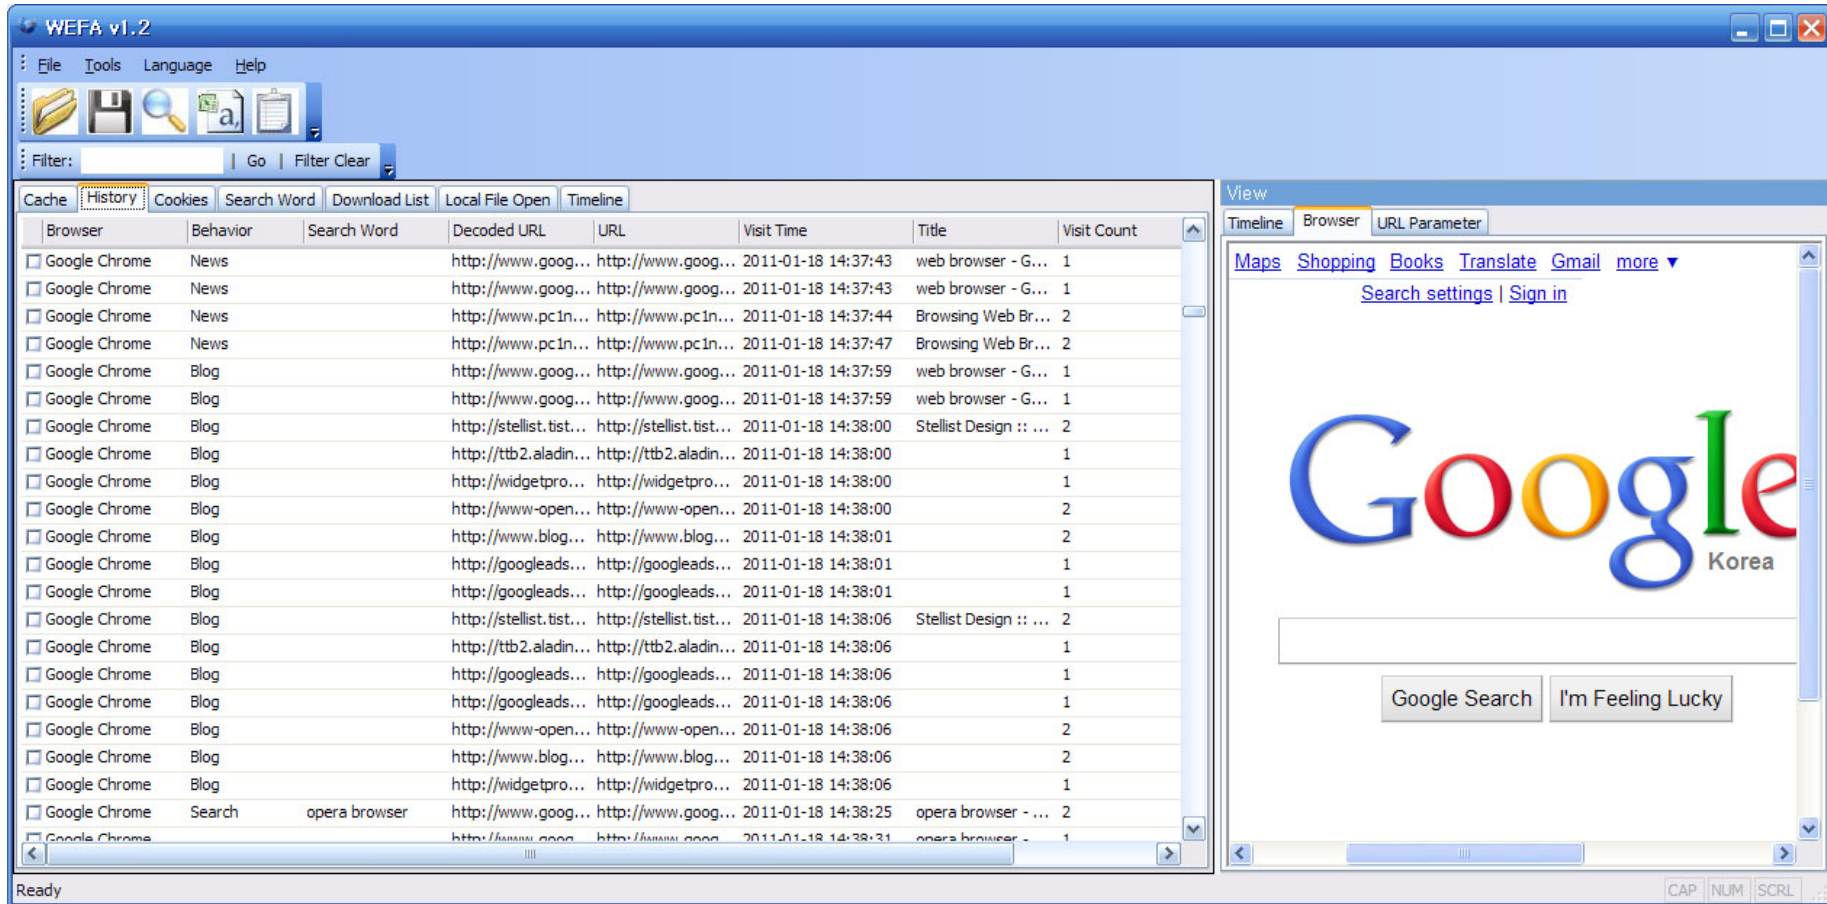 WEFA v1.2
File Tools Language Help
a,
Filter: | Go | Filter Clear
Cache History Cookies Search Word Download List Local File Open Timeline
Browser Behavior Search Word Decoded URL URL Visit Time Title Visit Count
Google Chrome News http://www.goog... http://www.goog... 2011-01-18 14:37:43 web browser - G... 1
Google Chrome News http://www.goog... http://www.goog... 2011-01-18 14:37:43 web browser - G... 1
Google Chrome News http://www.pc1n... http://www.pc1n... 2011-01-18 14:37:44 Browsing Web Br... 2
Google Chrome News http://www.pc1n... http://www.pc1n... 2011-01-18 14:37:47 Browsing Web Br... 2
Google Chrome Blog http://www.goog... http://www.goog... 2011-01-18 14:37:59 web browser - G... 1
Google Chrome Blog http://www.goog... http://www.goog... 2011-01-18 14:37:59 web browser - G... 1
Google Chrome Blog http://stellist.tist... http://stellist.tist... 2011-01-18 14:38:00 Stellist Design :: ... 2
Google Chrome Blog http://ttb2.aladin... http://ttb2.aladin... 2011-01-18 14:38:00 1
Google Chrome Blog http://widgetpro... http://widgetpro... 2011-01-18 14:38:00 1
Google Chrome Blog http://www-open... http://www-open... 2011-01-18 14:38:00 2
Google Chrome Blog http://www.blog... http://www.blog... 2011-01-18 14:38:01 2
Google Chrome Blog http://googleads... http://googleads... 2011-01-18 14:38:01 1
Google Chrome Blog http://googleads... http://googleads... 2011-01-18 14:38:01 1
Google Chrome Blog http://stellist.tist... http://stellist.tist... 2011-01-18 14:38:06 Stellist Design :: ... 2
Google Chrome Blog http://ttb2.aladin... http://ttb2.aladin... 2011-01-18 14:38:06 1
Google Chrome Blog http://googleads... http://googleads... 2011-01-18 14:38:06 1
Google Chrome Blog http://googleads... http://googleads... 2011-01-18 14:38:06 1
Google Chrome Blog http://www-open... http://www-open... 2011-01-18 14:38:06 2
Google Chrome Blog http://www.blog... http://www.blog... 2011-01-18 14:38:06 2
Google Chrome Blog http://widgetpro... http://widgetpro... 2011-01-18 14:38:06 1
Google Chrome Search opera browser http://www.goog... http://www.goog... 2011-01-18 14:38:25 opera browser - ... 2
Google Chrome http://www.goog http://www.goog 2011-01-18 14:38:31 opera browser - 1
View
Timeline Browser URL Parameter
Maps Shopping Books Translate Gmail more ▼
Search settings | Sign in
Google
Korea
Google Search I'm Feeling Lucky
Ready CAP NUM SCRL